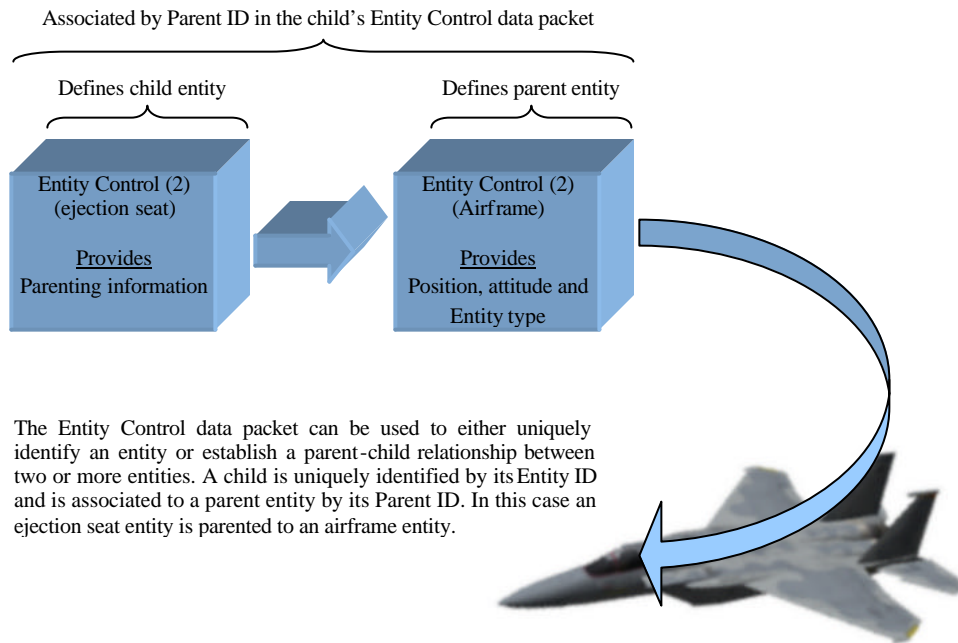 Associated by Parent ID in the child's Entity Control data packet
Defines child entity
Defines parent entity
Entity Control (2)
(ejection seat)
Provides
Parenting information
Entity Control (2)
(Airframe)
Provides
Position, attitude and
Entity type
The Entity Control data packet can be used to either uniquely
identify an entity or establish a parent-child relationship between
two or more entities. A child is uniquely identified by its Entity ID
and is associated to a parent entity by its Parent ID. In this case an
ejection seat entity is parented to an airframe entity.